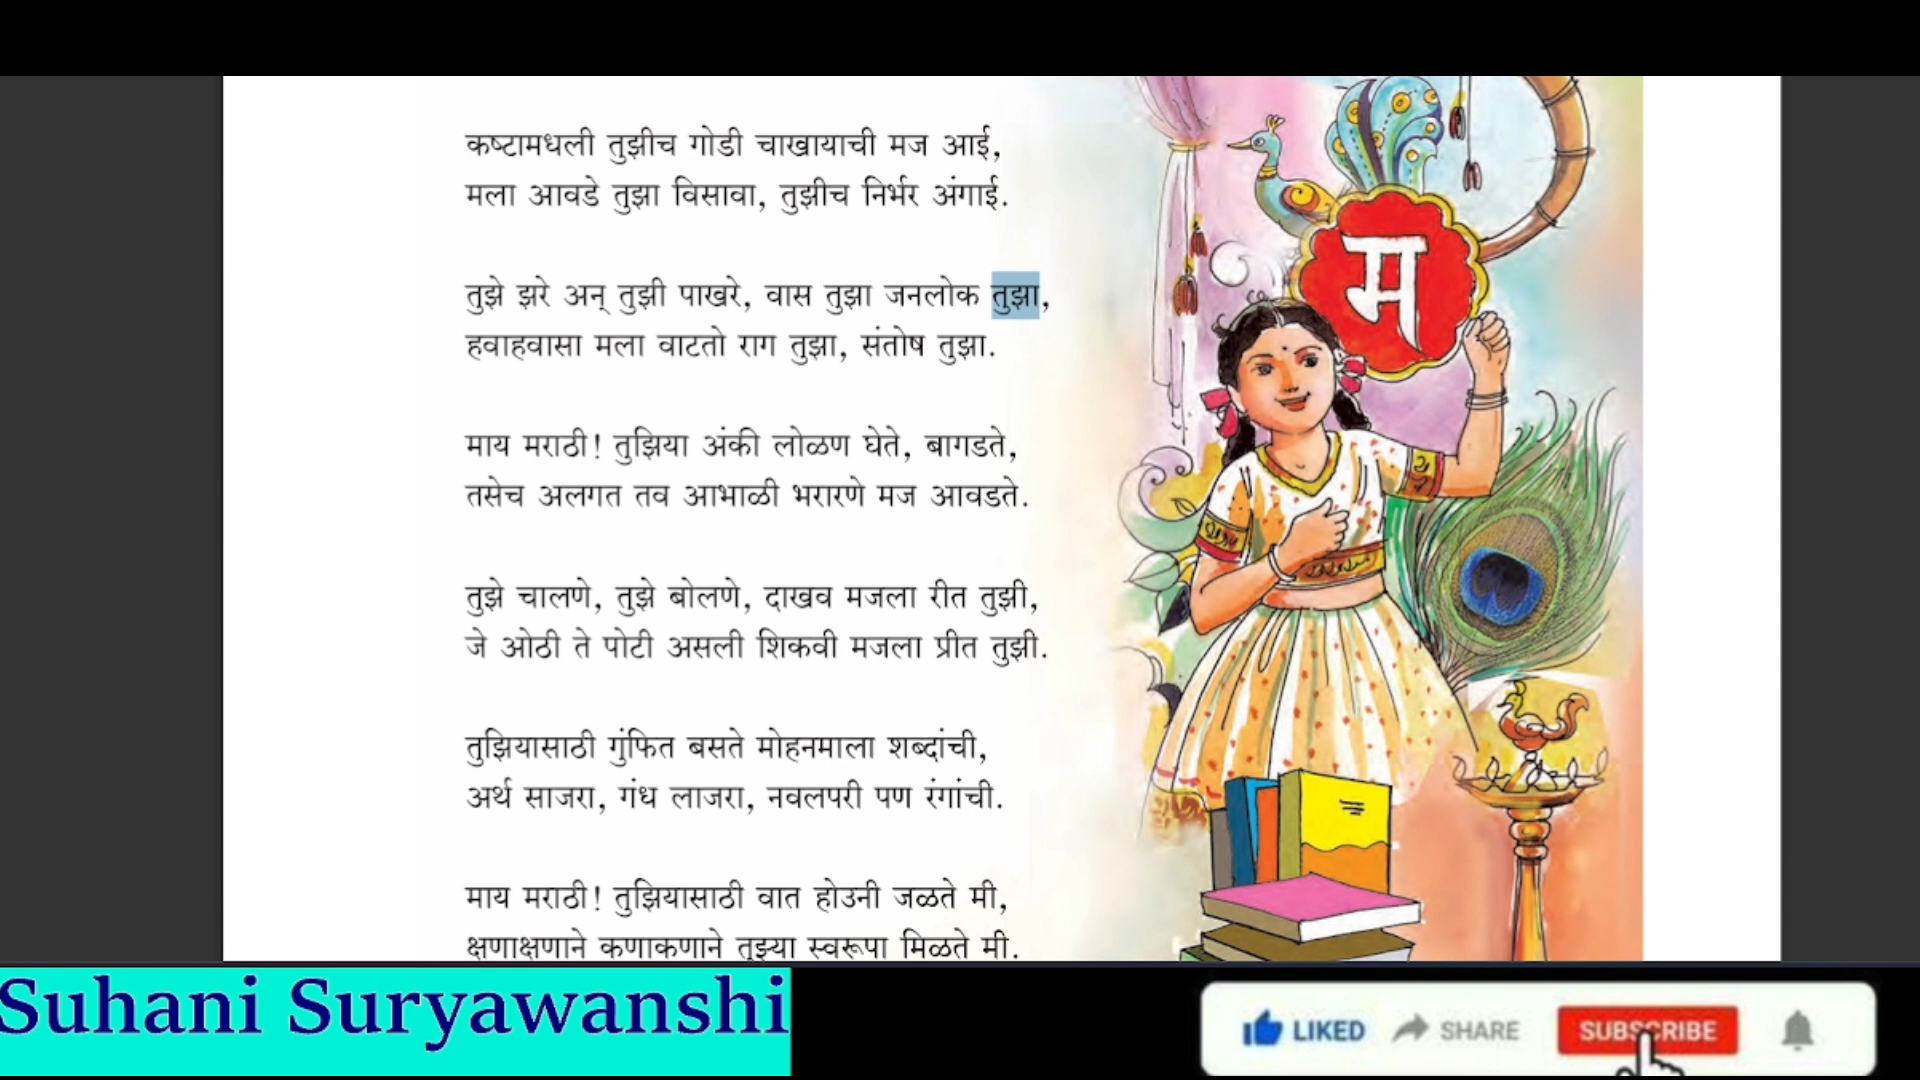 कष्टामधली तुझीच गोडी चाखायाची मज आई,
मला आवडे तुझा विसावा, तुझीच निर्भर अंगाई.
तुझे झरे अन् तुझी पाखरे, वास तुझा जनलोक तुझा,
हवाहवासा मला वाटतो राग तुझा, संतोष तुझा.
माय मराठी! तुझिया अंकी लोळण घेते, बागडते,
तसेच अलगत तव आभाळी भरारणे मज आवडते.
तुझे चालणे, तुझे बोलणे, दाखव मजला रीत तुझी,
जे ओठी ते पोटी असली शिकवी मजला प्रीत तुझी.
तुझियासाठी गुंफित बसते मोहनमाला शब्दांची,
अर्थ साजरा, गंध लाजरा, नवलपरी पण रंगांची.
माय मराठी! तुझियासाठी वात होउनी जळते मी,
क्षणाक्षणाने कणाकणाने तुझ्या स्वरूपा मिळते मी.
म
Suhani Suryawanshi
LIKED SHARE SUBSCRIBE